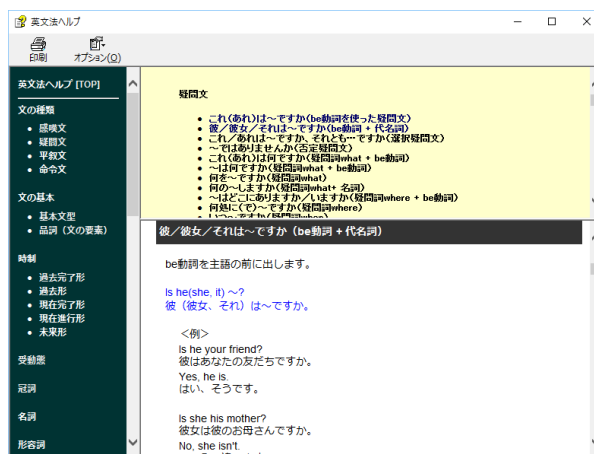 英文法ヘルプ
印刷
オプション(O)
英文法ヘルプ [TOP]
文の種類
感嘆文
疑問文
平叙文
命令文
文の基本
基本文型
品詞（文の要素）
時制
過去完了形
過去形
現在完了形
現在進行形
未来形
受動態
冠詞
名詞
形容詞
疑問文
これ(あれ)は～ですか(be動詞を使った疑問文)
彼／彼女／それは～ですか(be動詞 + 代名詞)
これ／あれは～ですか、それとも…ですか(選択疑問文)
～ではありませんか(否定疑問文)
これ(あれ)は何ですか(疑問詞what + be動詞)
～は何ですか(疑問詞what + be動詞)
何を～ですか(疑問詞what)
何の～しますか(疑問詞what+ 名詞)
～はどこにありますか／いますか(疑問詞where + be動詞)
何処に(で)～ですか(疑問詞where)
いつ～ですか(疑問詞when)
彼／彼女／それは～ですか（be動詞 + 代名詞）
be動詞を主語の前に出します。
Is he(she, it) ～?
彼（彼女、それ）は～ですか。
＜例＞
Is he your friend?
彼はあなたの友だちですか。
Yes, he is.
はい、そうです。
Is she his mother?
彼女は彼のお母さんですか。
No, she isn't.